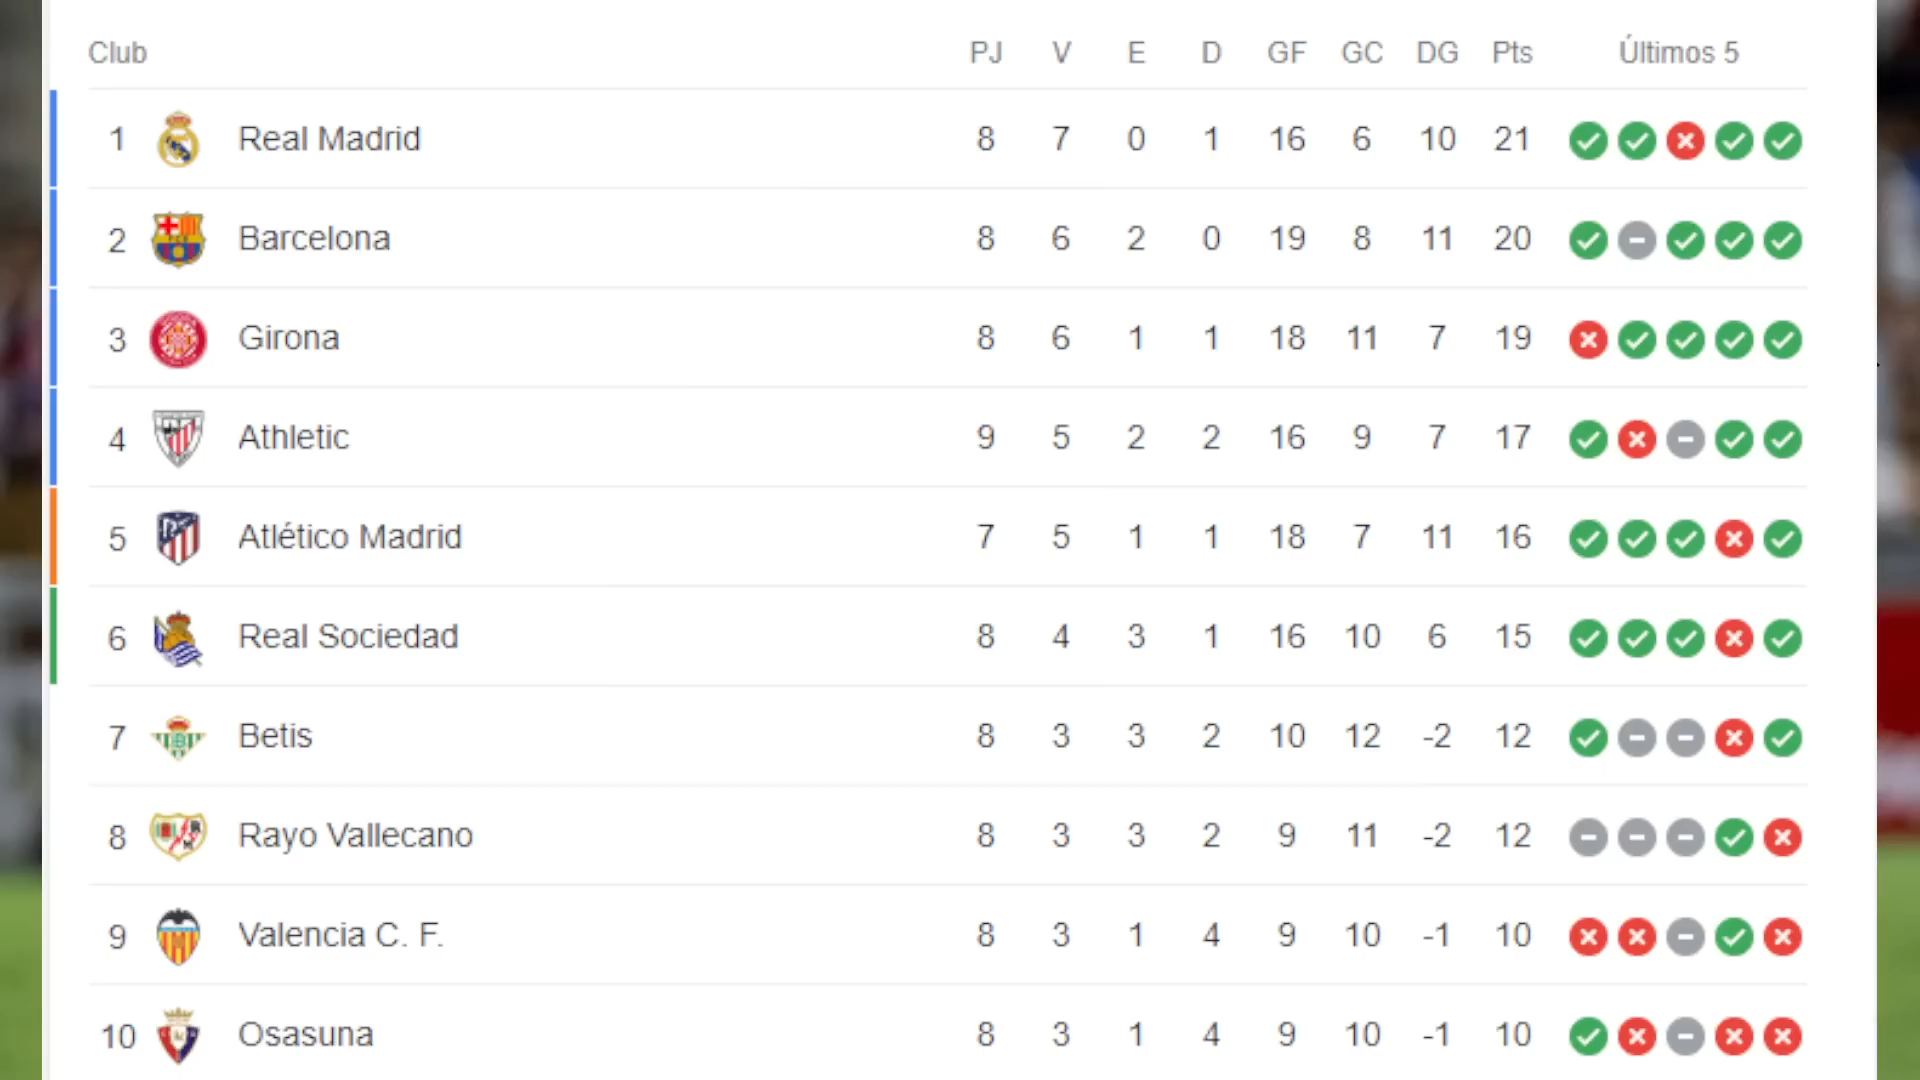 Club PJ V E D GF GC DG Pts Últimos 5
1 Real Madrid 8 7 0 1 16 6 10 21
2 Barcelona 8 6 2 0 19 8 11 20
3 Girona 8 6 1 1 18 11 7 19
4 Athletic 9 5 2 2 16 9 7 17
5 Atlético Madrid 7 5 1 1 18 7 11 16
6 Real Sociedad 8 4 3 1 16 10 6 15
7 Betis 8 3 3 2 10 12 -2 12
8 Rayo Vallecano 8 3 3 2 9 11 -2 12
9 Valencia C. F. 8 3 1 4 9 10 -1 10
10 Osasuna 8 3 1 4 9 10 -1 10